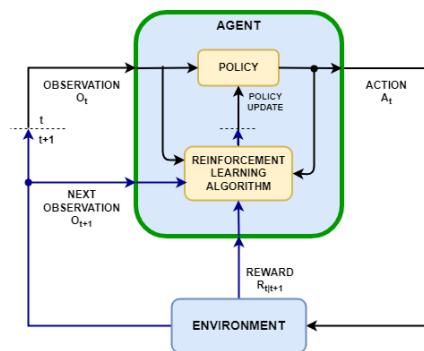 AGENT
POLICY
OBSERVATION
Ot
ACTION
At
POLICY
UPDATE
t
t+1
REINFORCEMENT
LEARNING
ALGORITHM
NEXT
OBSERVATION
Ot+1
REWARD
Rt|t+1
ENVIRONMENT